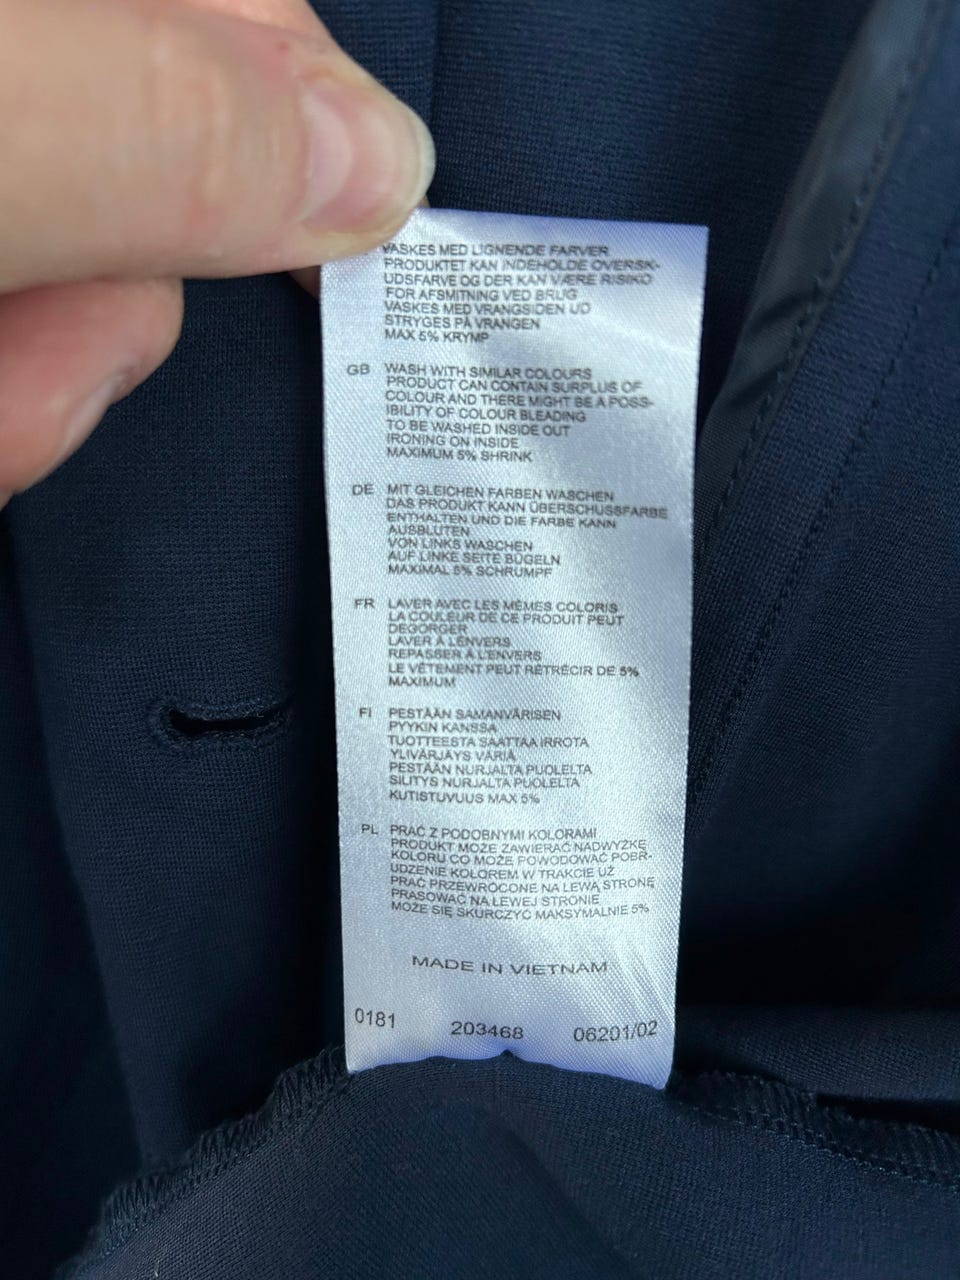 VASKES MED LIGNENDE FARVER
PRODUKTET KAN INDEHOLDE OVERSK-
UDSFARVE OG DER KAN VÆRE RISIKO
FOR AFSMITNING VED BRUG
VASKES MED VRANGSIDEN UD
STRYGES PÅ VRANGEN
MAX 5% KRYMP
GB WASH WITH SIMILAR COLOURS
PRODUCT CAN CONTAIN SURPLUS OF
COLOUR AND THERE MIGHT BE A POSS-
IBILITY OF COLOUR BLEADING
TO BE WASHED INSIDE OUT
IRONING ON INSIDE
MAXIMUM 5% SHRINK
DE MIT GLEICHEN FARBEN WASCHEN
DAS PRODUKT KANN ÜBERSCHUSSFARBE
ENTHALTEN UND DIE FARBE KANN
AUSBLUTEN
VON LINKS WASCHEN
AUF LINKE SEITE BÜGELN
MAXIMAL 5% SCHRUMPF
FR LAVER AVEC LES MÊMES COLORIS
LA COULEUR DE CE PRODUIT PEUT
DEGORGER
LAVER À L'ENVERS
REPASSER À L'ENVERS
LE VÊTEMENT PEUT RÉTRÉCIR DE 5%
MAXIMUM
FI PESTÄÄN SAMANVÄRISEN
PYYKIN KANSSA
TUOTTEESTA SAATTAA IRROTA
YLIVÄRJÄYS VÄRIÄ
PESTÄÄN NURJALTA PUOLELTA
SILITYS NURJALTA PUOLELTA
KUTISTUVUUS MAX 5%
PL PRAĆ Z PODOBNYMI KOLORAMI
PRODUKT MOŻE ZAWIERAĆ NADWYŻKĘ
KOLORU CO MOŻE POWODOWAĆ POBR-
UDZENIE KOLOREM W TRAKCIE UŻ
PRAĆ PRZEWRÓCONE NA LEWĄ STRONĘ
PRASOWAĆ NA LEWEJ STRONIE
MOŻE SIĘ SKURCZYĆ MAKSYMALNIE 5%
MADE IN VIETNAM
0181 203468 06201/02